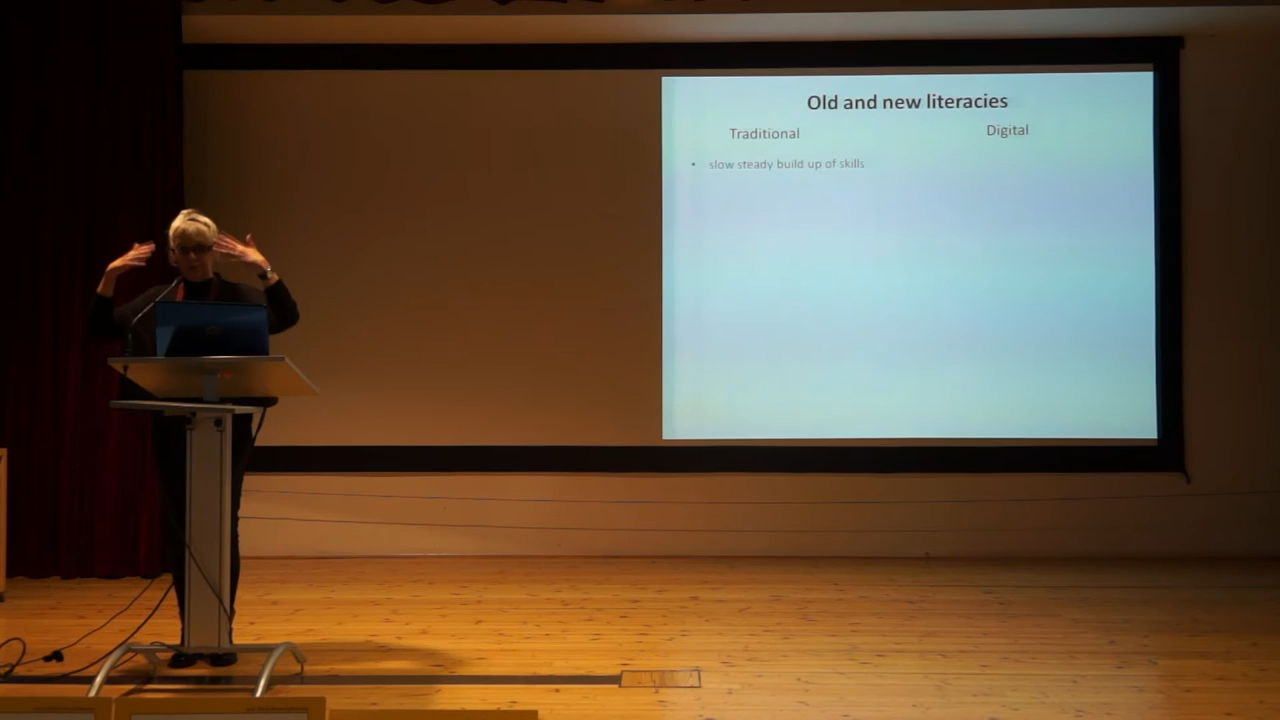 Old and new literacies
Traditional
Digital
• slow steady build up of skills